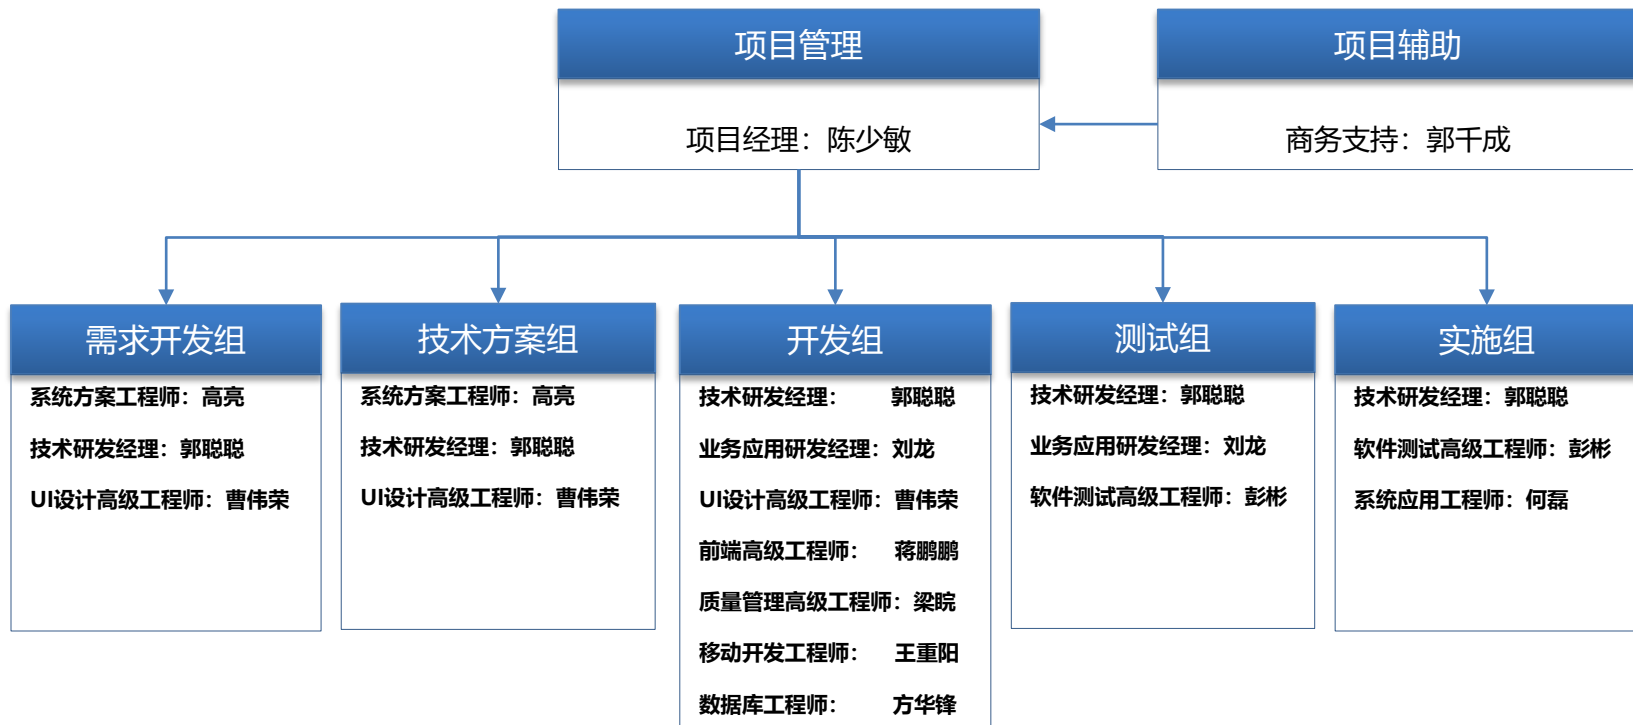 项目管理
项目经理：陈少敏
项目辅助
商务支持：郭千成
需求开发组
系统方案工程师：高亮
技术研发经理：郭聪聪
UI设计高级工程师：曹伟荣
技术方案组
系统方案工程师：高亮
技术研发经理：郭聪聪
UI设计高级工程师：曹伟荣
开发组
技术研发经理： 郭聪聪
业务应用研发经理：刘龙
UI设计高级工程师：曹伟荣
前端高级工程师： 蒋鹏鹏
质量管理高级工程师：梁晥
移动开发工程师： 王重阳
数据库工程师： 方华锋
测试组
技术研发经理：郭聪聪
业务应用研发经理：刘龙
软件测试高级工程师：彭彬
实施组
技术研发经理：郭聪聪
软件测试高级工程师：彭彬
系统应用工程师：何磊